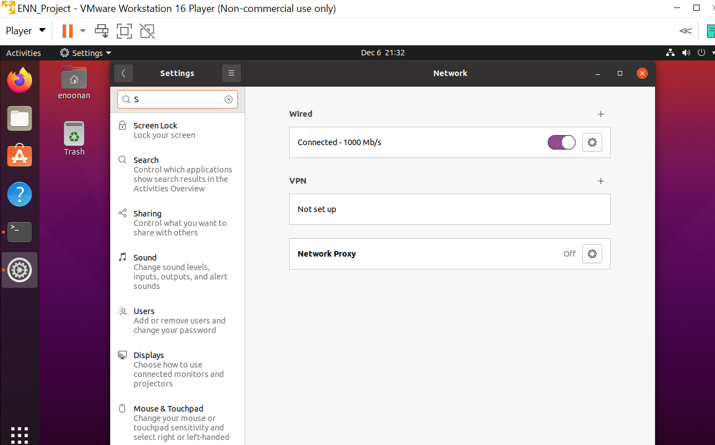 ENN_Project - VMware Workstation 16 Player (Non-commercial use only)
Player
Activities
Settings
Dec 6 21:32
enoonan
Trash
Settings
Network
S
Screen Lock
Lock your screen
Search
Control which applications
show search results in the
Activities Overview
Sharing
Control what you want to
share with others
Sound
Change sound levels,
inputs, outputs, and alert
sounds
Users
Add or remove users and
change your password
Displays
Choose how to use
connected monitors and
projectors
Mouse & Touchpad
Change your mouse or
touchpad sensitivity and
select right or left-handed
Wired
Connected - 1000 Mb/s
VPN
Not set up
Network Proxy
Off